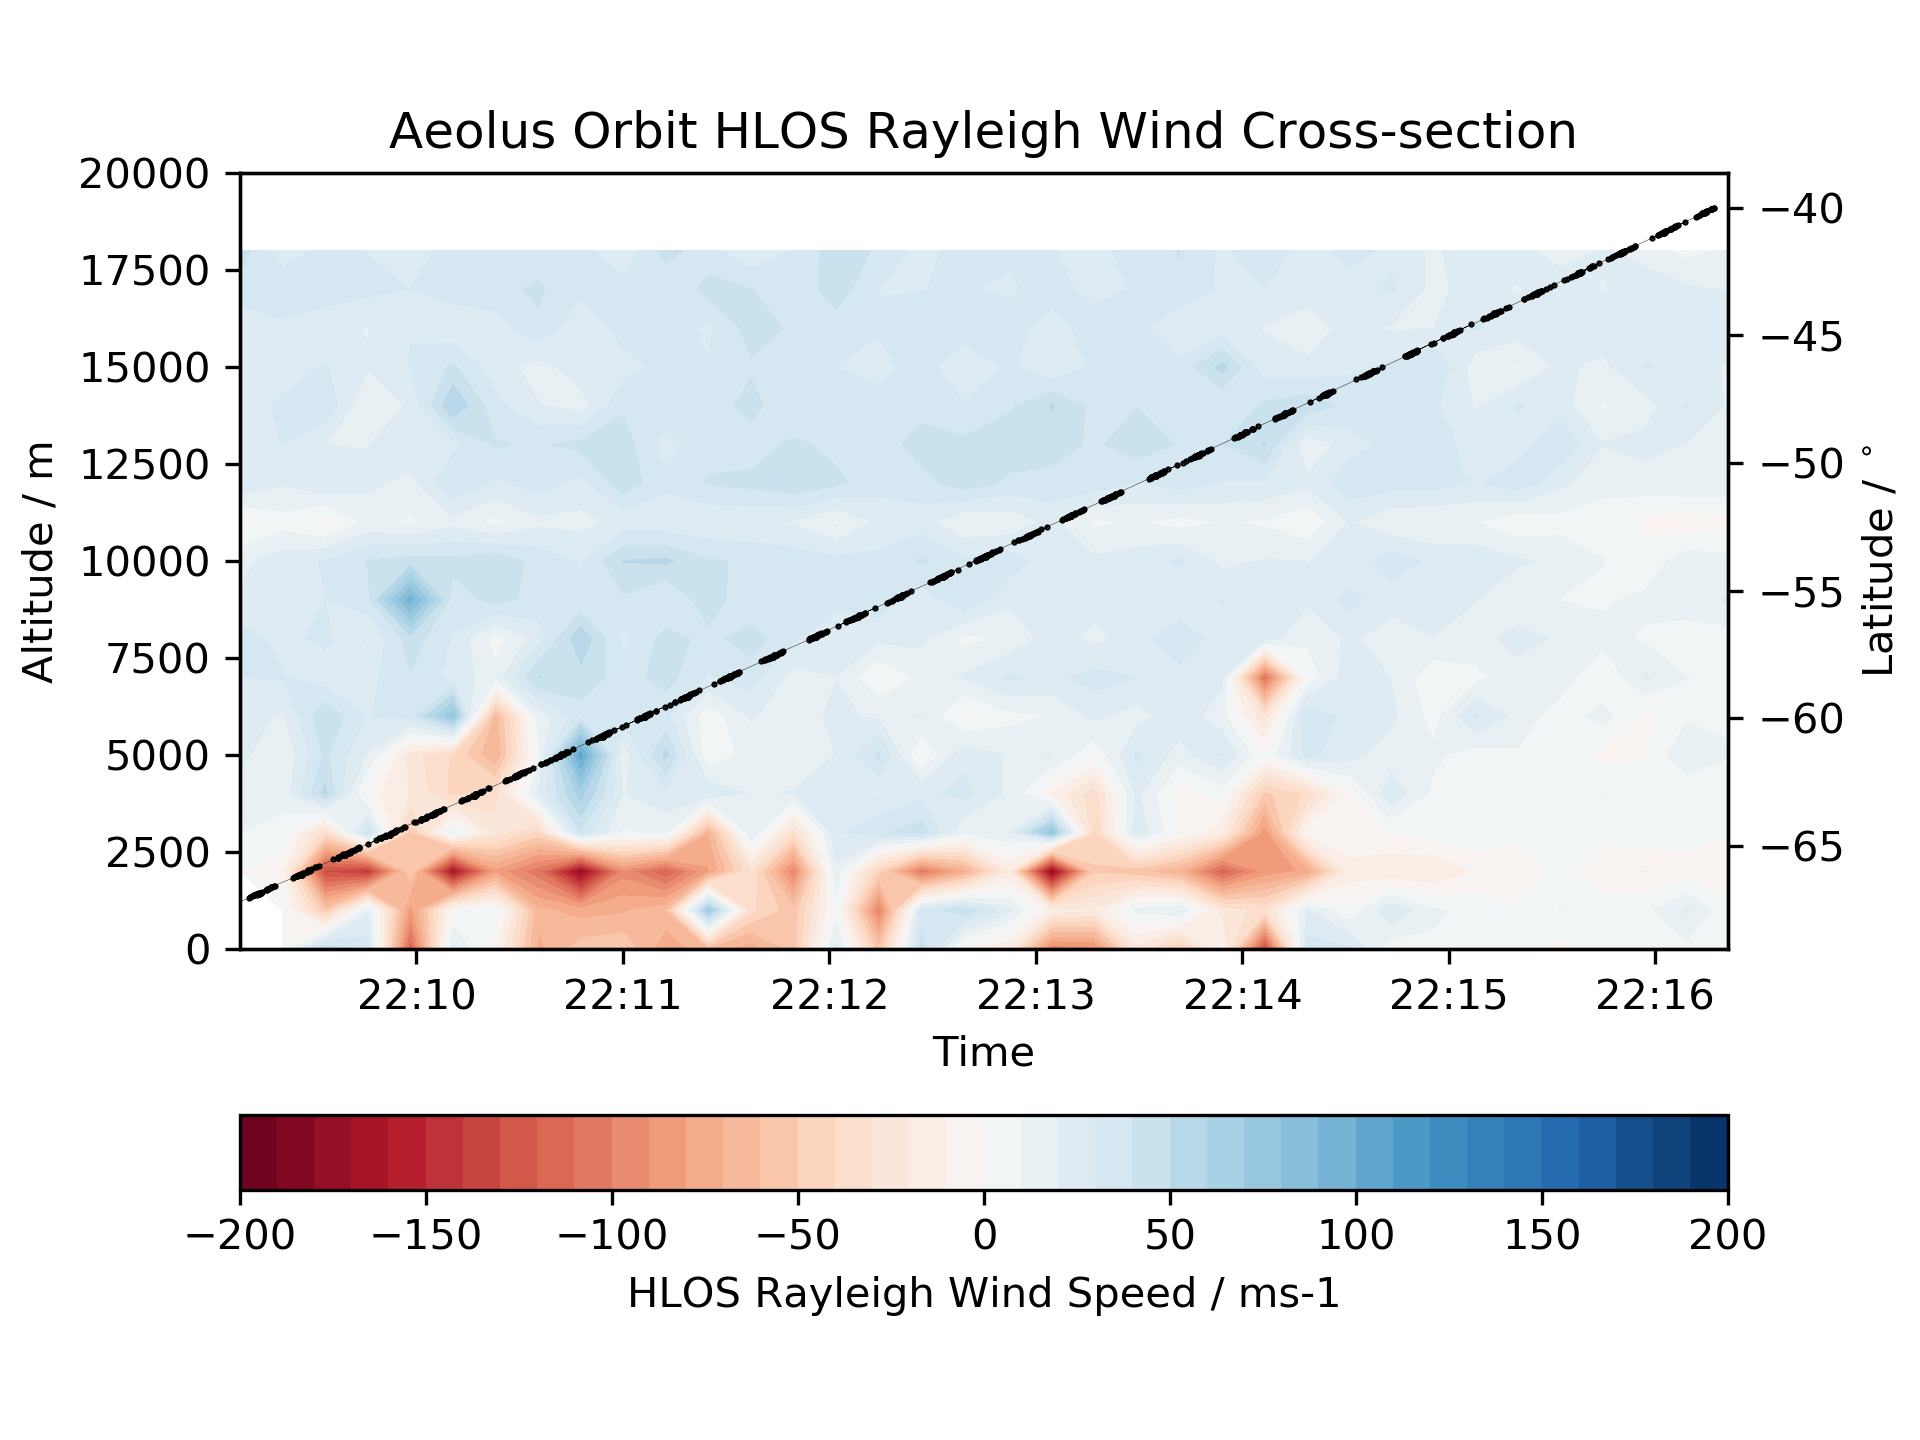 Aeolus Orbit HLOS Rayleigh Wind Cross-section
20000
17500
15000
12500
10000
7500
5000
2500
0
Altitude / m
−40
−45
−50
−55
−60
−65
Latitude / °
22:10 22:11 22:12 22:13 22:14 22:15 22:16
Time
−200 −150 −100 −50 0 50 100 150 200
HLOS Rayleigh Wind Speed / ms-1